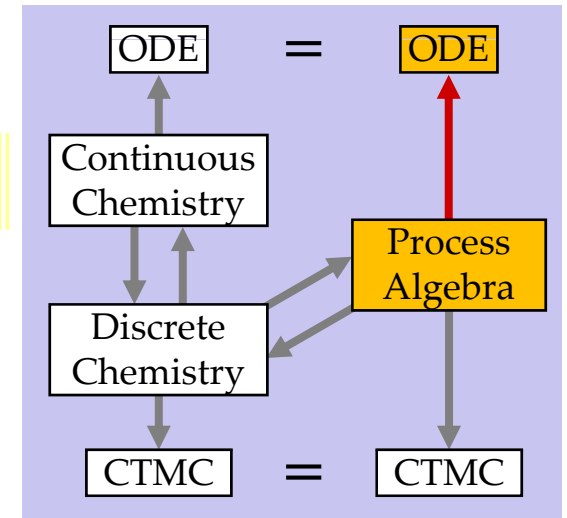 ODE = ODE
Continuous
Chemistry
Process
Algebra
Discrete
Chemistry
CTMC = CTMC